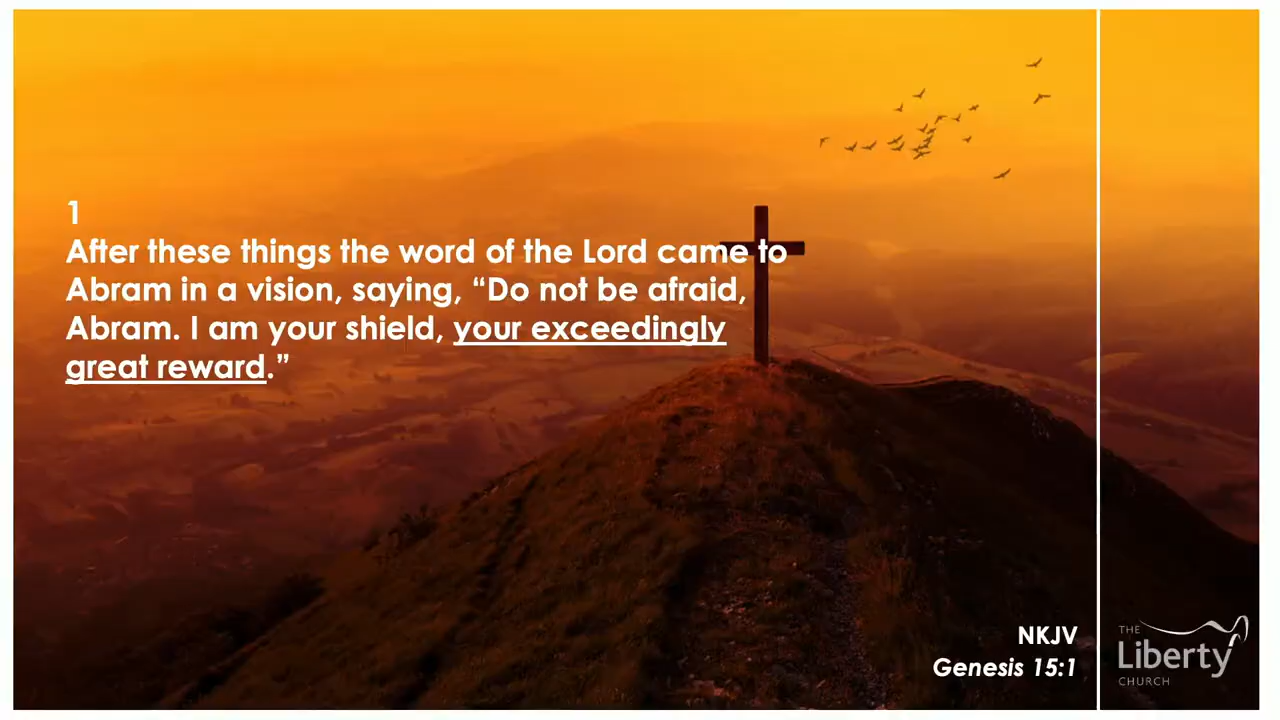 1
After these things the word of the Lord came to
Abram in a vision, saying, “Do not be afraid,
Abram. I am your shield, your exceedingly
great reward.”
NKJV
Genesis 15:1
THE
Liberty
CHURCH